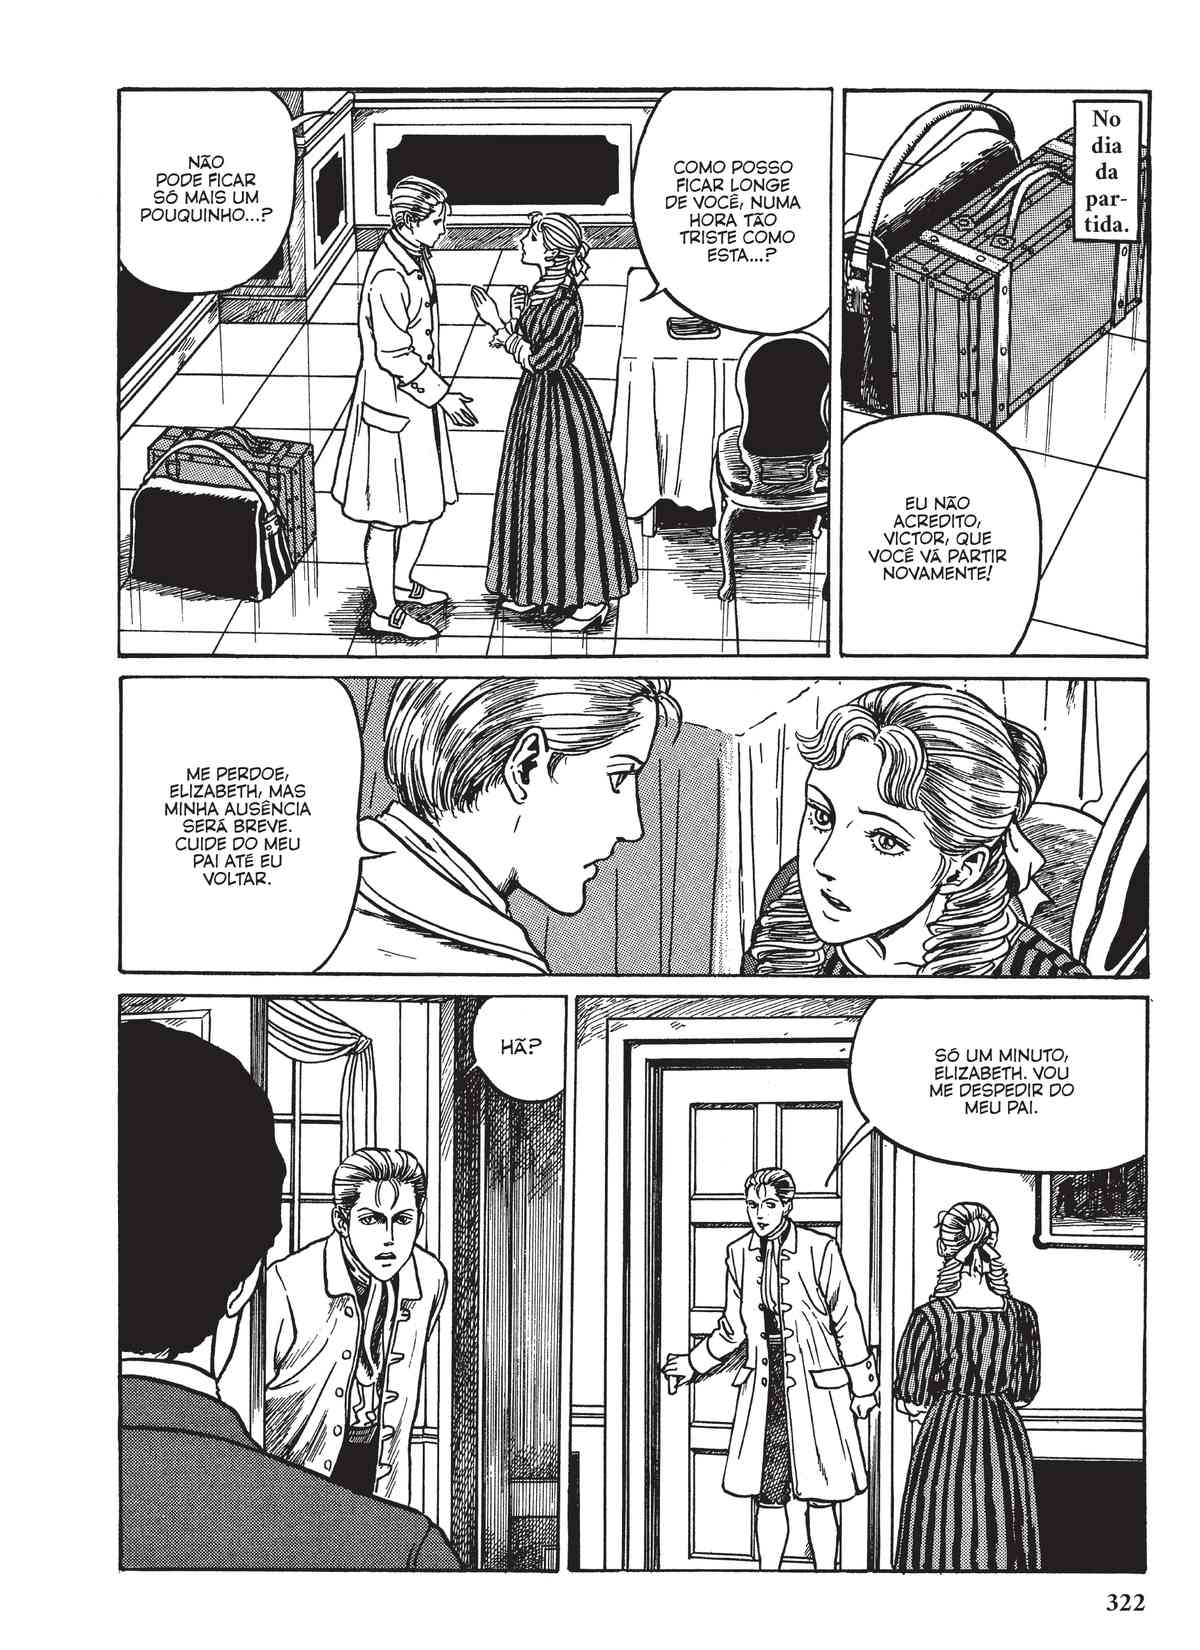 No
dia
da
par-
tida.
EU NÃO
ACREDITO,
VICTOR, QUE
VOCÊ VÁ PARTIR
NOVAMENTE!
COMO POSSO
FICAR LONGE
DE VOCÊ, NUMA
HORA TÃO
TRISTE COMO
ESTA...?
NÃO
PODE FICAR
SÓ MAIS UM
POUQUINHO...?
ME PERDOE,
ELIZABETH, MAS
MINHA AUSÊNCIA
SERÁ BREVE.
CUIDE DO MEU
PAI ATÉ EU
VOLTAR.
SÓ UM MINUTO,
ELIZABETH. VOU
ME DESPEDIR DO
MEU PAI.
HÃ?
322